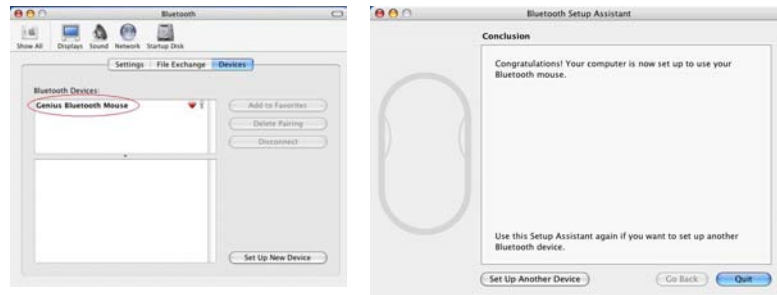 Bluetooth
Show All Displays Sound Network Startup Disk
Settings File Exchange Devices
Bluetooth Devices:
Genius Bluetooth Mouse
Add to Favorites
Delete Pairing
Disconnect
Set Up New Device
Bluetooth Setup Assistant
Conclusion
Congratulations! Your computer is now set up to use your
Bluetooth mouse.
Use this Setup Assistant again if you want to set up another
Bluetooth device.
Set Up Another Device Go Back Quit